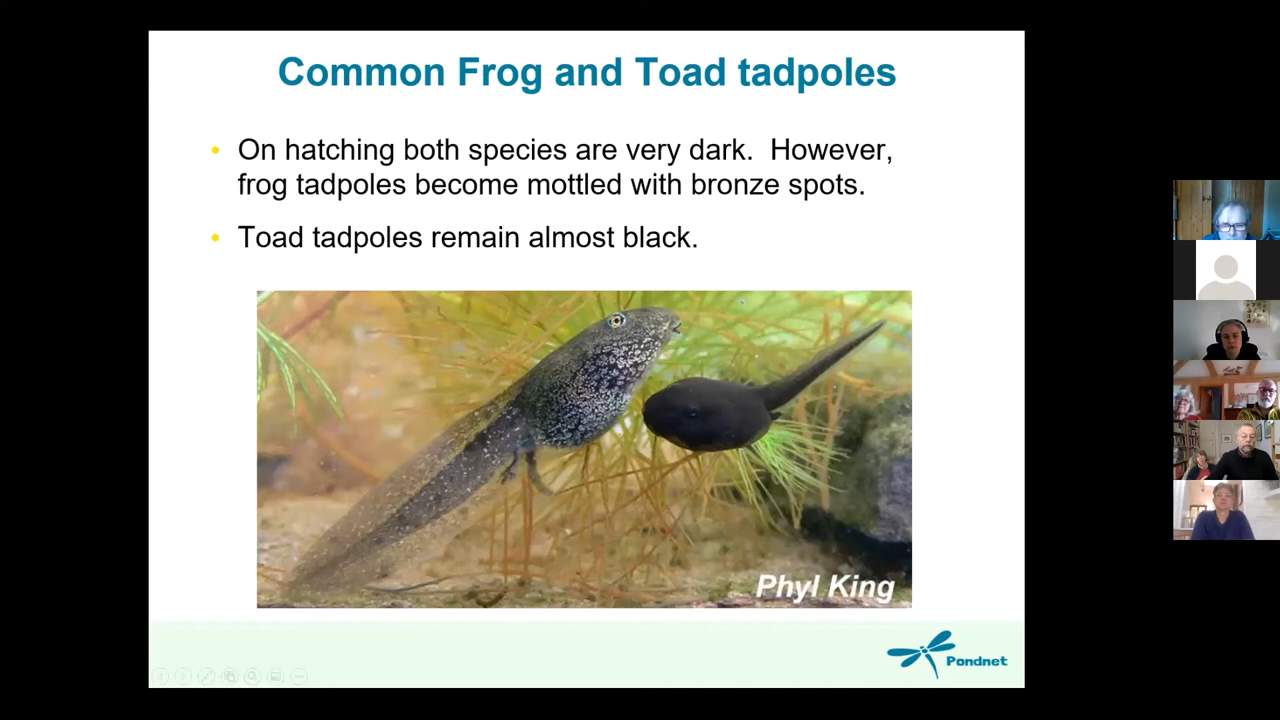 Common Frog and Toad tadpoles
• On hatching both species are very dark.  However,
frog tadpoles become mottled with bronze spots.
• Toad tadpoles remain almost black.
Phyl King
Pondnet